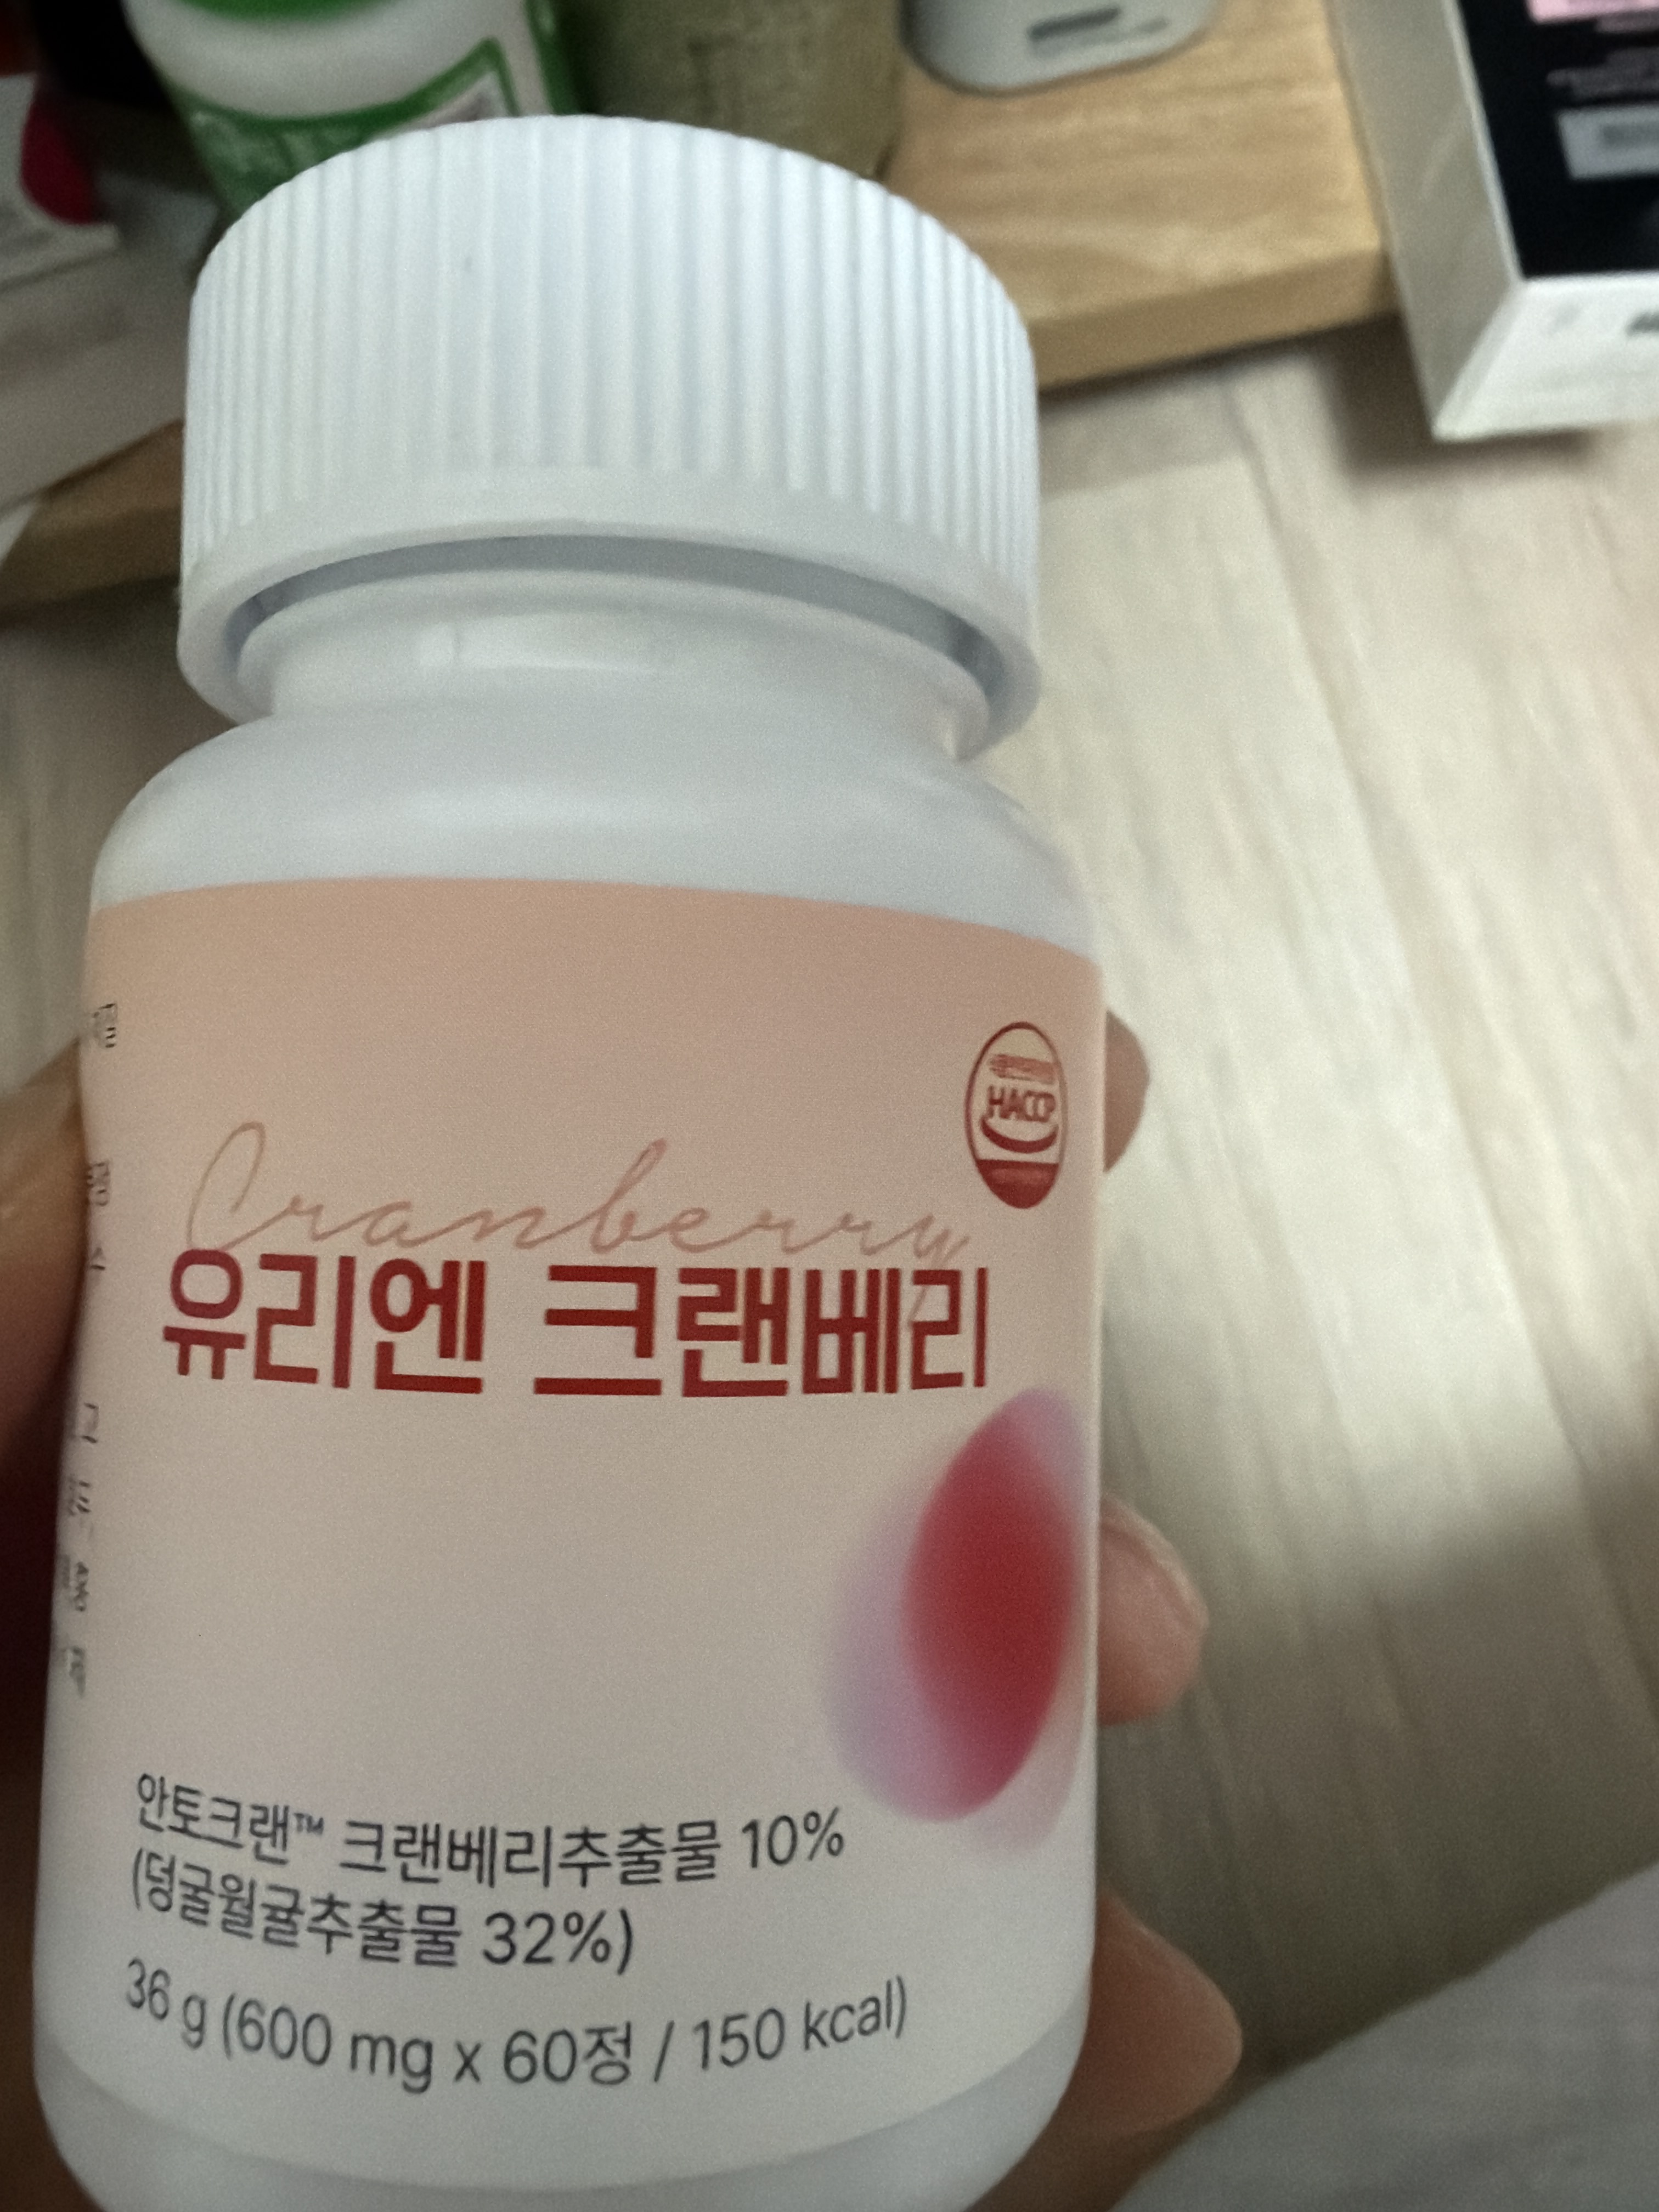 HACCP
Cranberry
유리엔 크랜베리
안토크랜™ 크랜베리추출물 10%
(덩굴월귤추출물 32%)
36 g (600 mg x 60정 / 150 kcal)